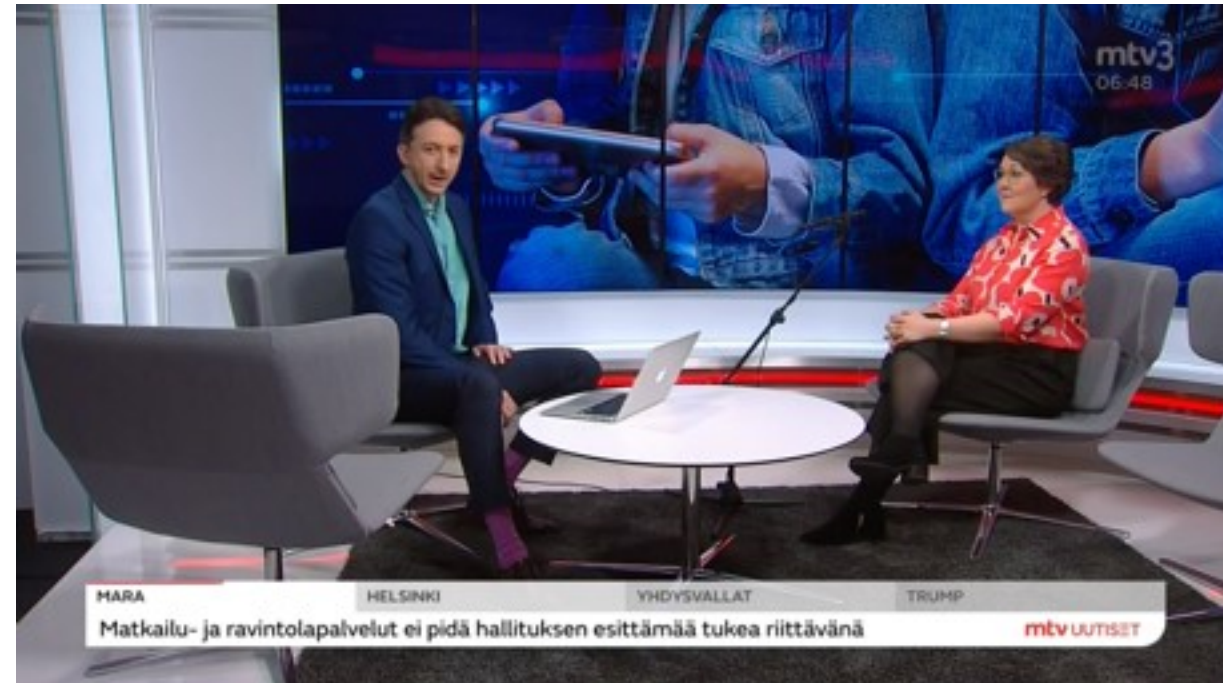 mtv3
06:48
MARA HELSINKI YHDYSVALLAT TRUMP
Matkailu- ja ravintolapalvelut ei pidä hallituksen esittämää tukea riittävänä
mtv UUTISET